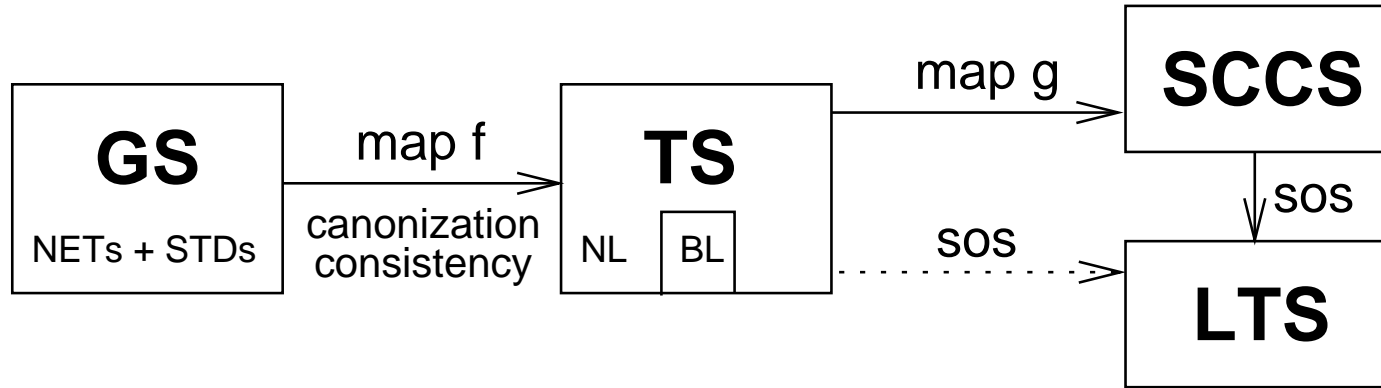 GS
NETs + STDs
map f
canonization
consistency
TS
NL
BL
map g
sos
SCCS
sos
LTS